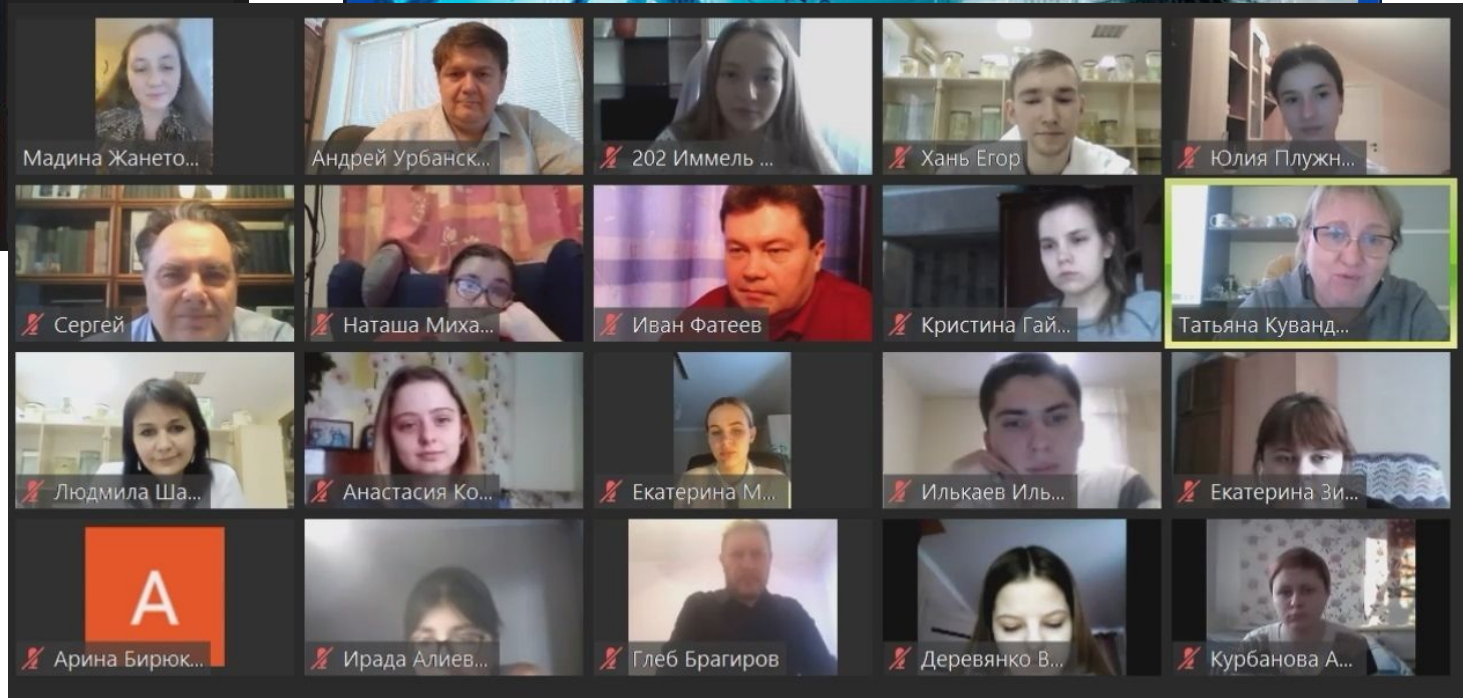 Мадина Жането...
Андрей Урбанск...
202 Иммель ...
Хань Егор
Юлия Плужн...
Сергей
Наташа Миха...
Иван Фатеев
Кристина Гай...
Татьяна Куванд...
Людмила Ша...
Анастасия Ко...
Екатерина М...
Илькаев Иль...
Екатерина Зи...
А
Арина Бирюк...
Ирада Алиев...
Глеб Брагиров
Деревянко В...
Курбанова А...